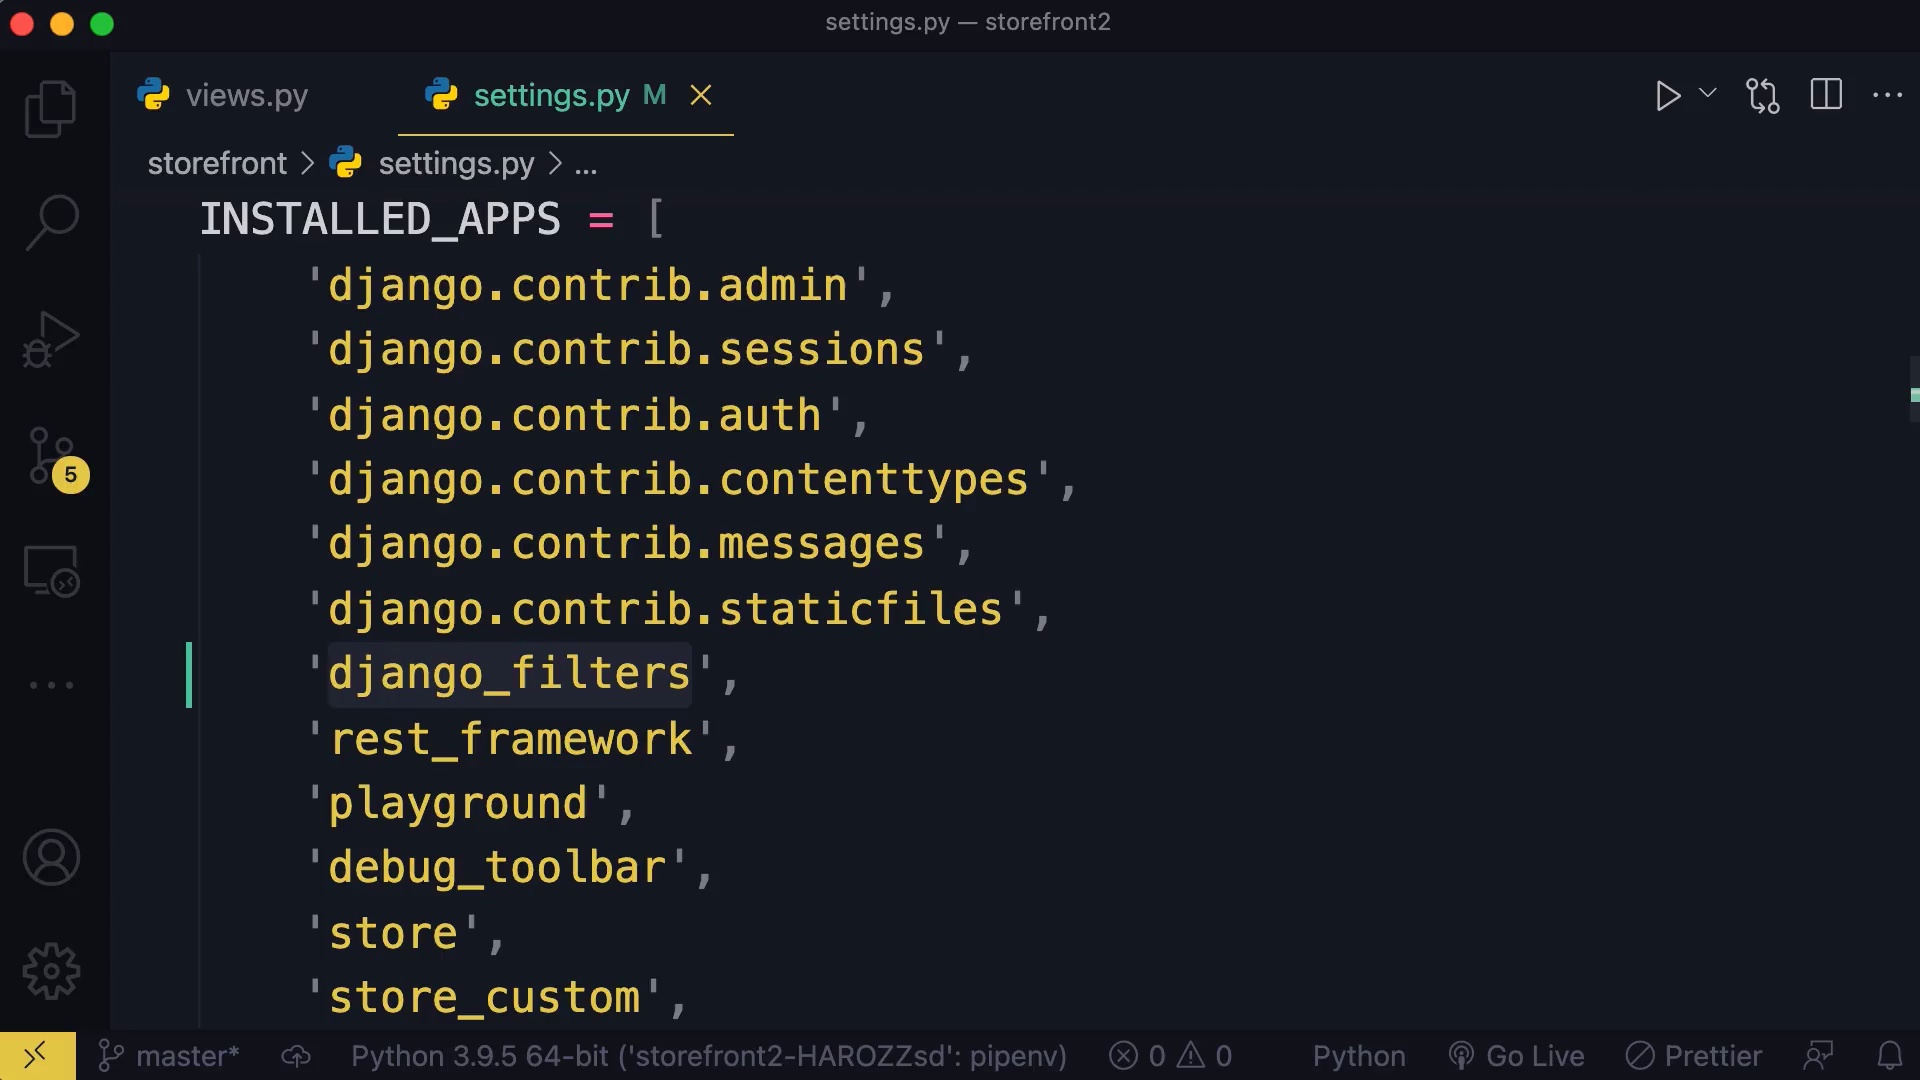 settings.py — storefront2
views.py
settings.py M
storefront > settings.py > ...
INSTALLED_APPS = [
'django.contrib.admin',
'django.contrib.sessions',
'django.contrib.auth',
'django.contrib.contenttypes',
'django.contrib.messages',
'django.contrib.staticfiles',
'django_filters',
'rest_framework',
'playground',
'debug_toolbar',
'store',
'store_custom',
5
master* Python 3.9.5 64-bit ('storefront2-HAROZZsd': pipenv) 0 0 Python Go Live Prettier